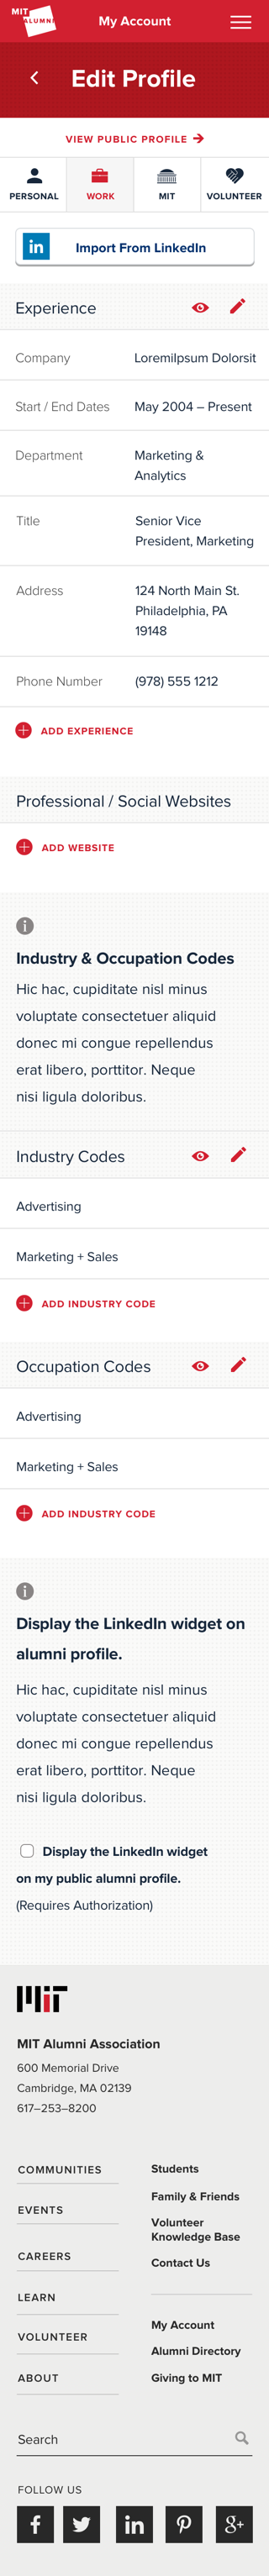 MIT
ALUMNI
My Account
Edit Profile
VIEW PUBLIC PROFILE
PERSONAL WORK MIT VOLUNTEER
in Import From LinkedIn
Experience
Company LoremiIpsum Dolorsit
Start / End Dates May 2004 – Present
Department Marketing &
Analytics
Title Senior Vice
President, Marketing
Address 124 North Main St.
Philadelphia, PA
19148
Phone Number (978) 555 1212
ADD EXPERIENCE
Professional / Social Websites
ADD WEBSITE
i
Industry & Occupation Codes
Hic hac, cupiditate nisl minus
voluptate consectetuer aliquid
donec mi congue repellendus
erat libero, porttitor. Neque
nisi ligula doloribus.
Industry Codes
Advertising
Marketing + Sales
ADD INDUSTRY CODE
Occupation Codes
Advertising
Marketing + Sales
ADD INDUSTRY CODE
i
Display the LinkedIn widget on
alumni profile.
Hic hac, cupiditate nisl minus
voluptate consectetuer aliquid
donec mi congue repellendus
erat libero, porttitor. Neque
nisi ligula doloribus.
Display the LinkedIn widget
on my public alumni profile.
(Requires Authorization)
MIT
MIT Alumni Association
600 Memorial Drive
Cambridge, MA 02139
617–253–8200
COMMUNITIES
EVENTS
CAREERS
LEARN
VOLUNTEER
ABOUT
Students
Family & Friends
Volunteer
Knowledge Base
Contact Us
My Account
Alumni Directory
Giving to MIT
Search
FOLLOW US
f in g+